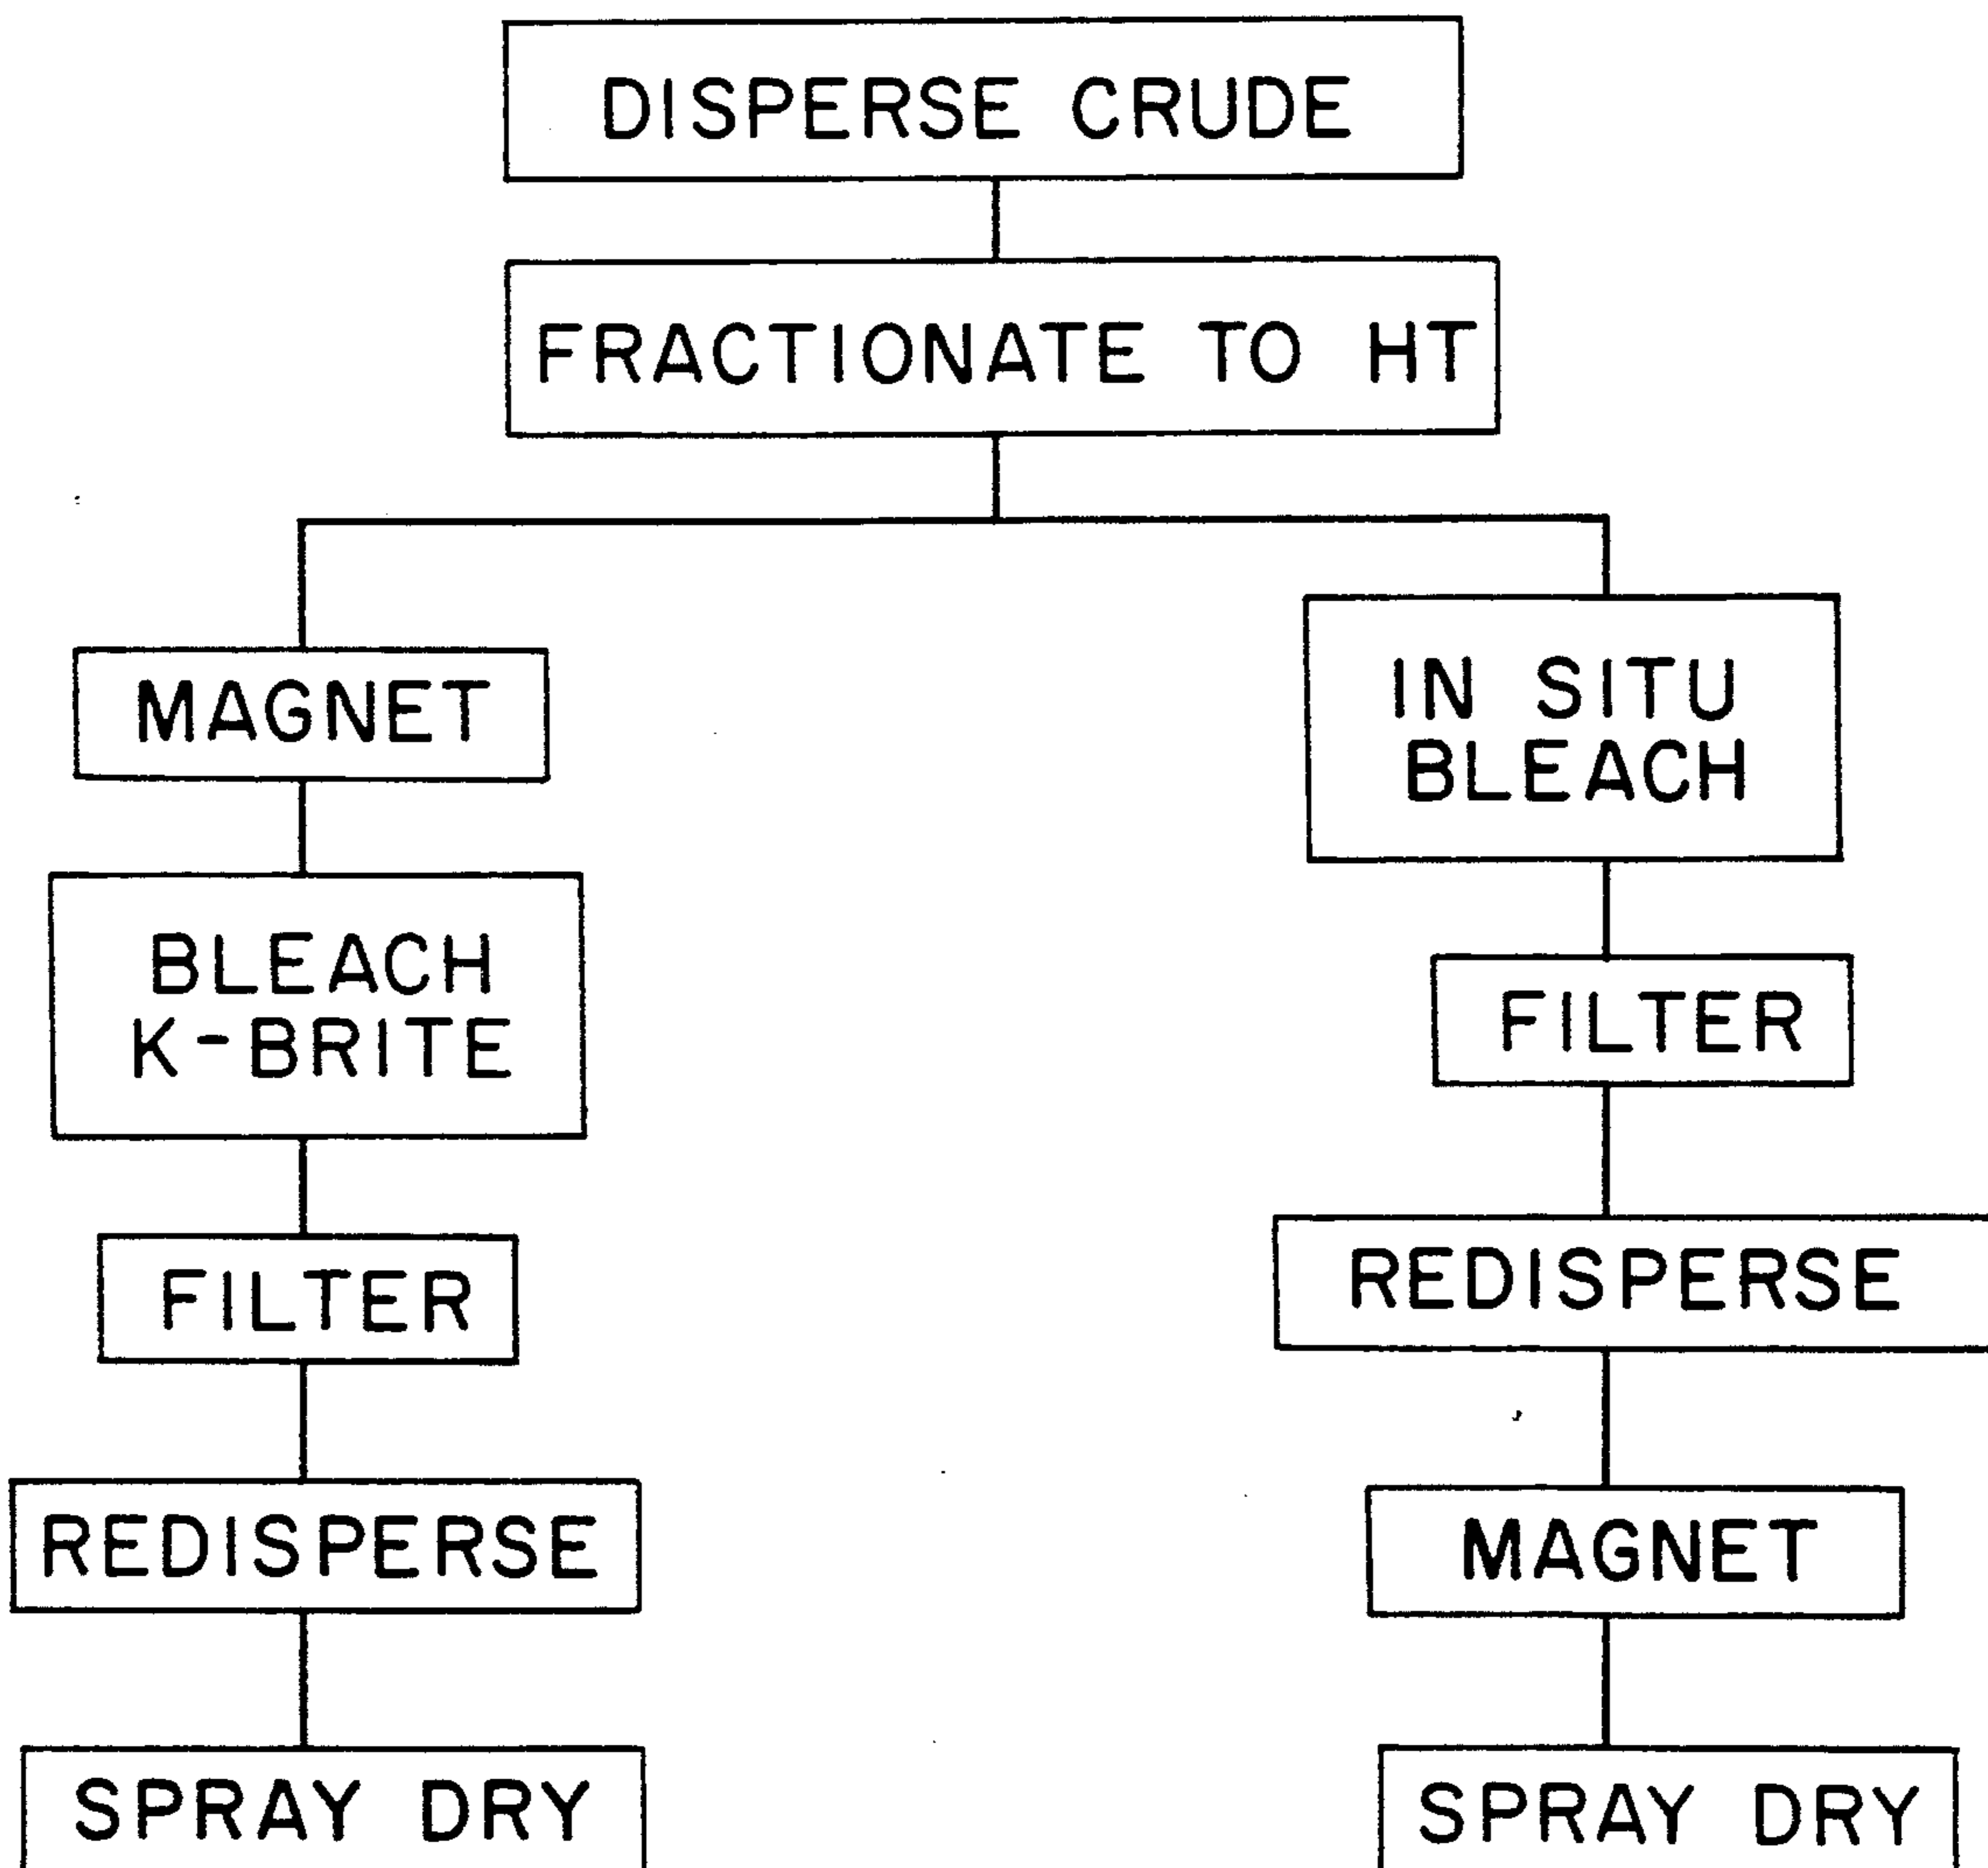 DISPERSE CRUDE
FRACTIONATE TO HT
MAGNET
BLEACH
K-BRITE
FILTER
REDISPERSE
SPRAY DRY
IN SITU
BLEACH
FILTER
REDISPERSE
MAGNET
SPRAY DRY